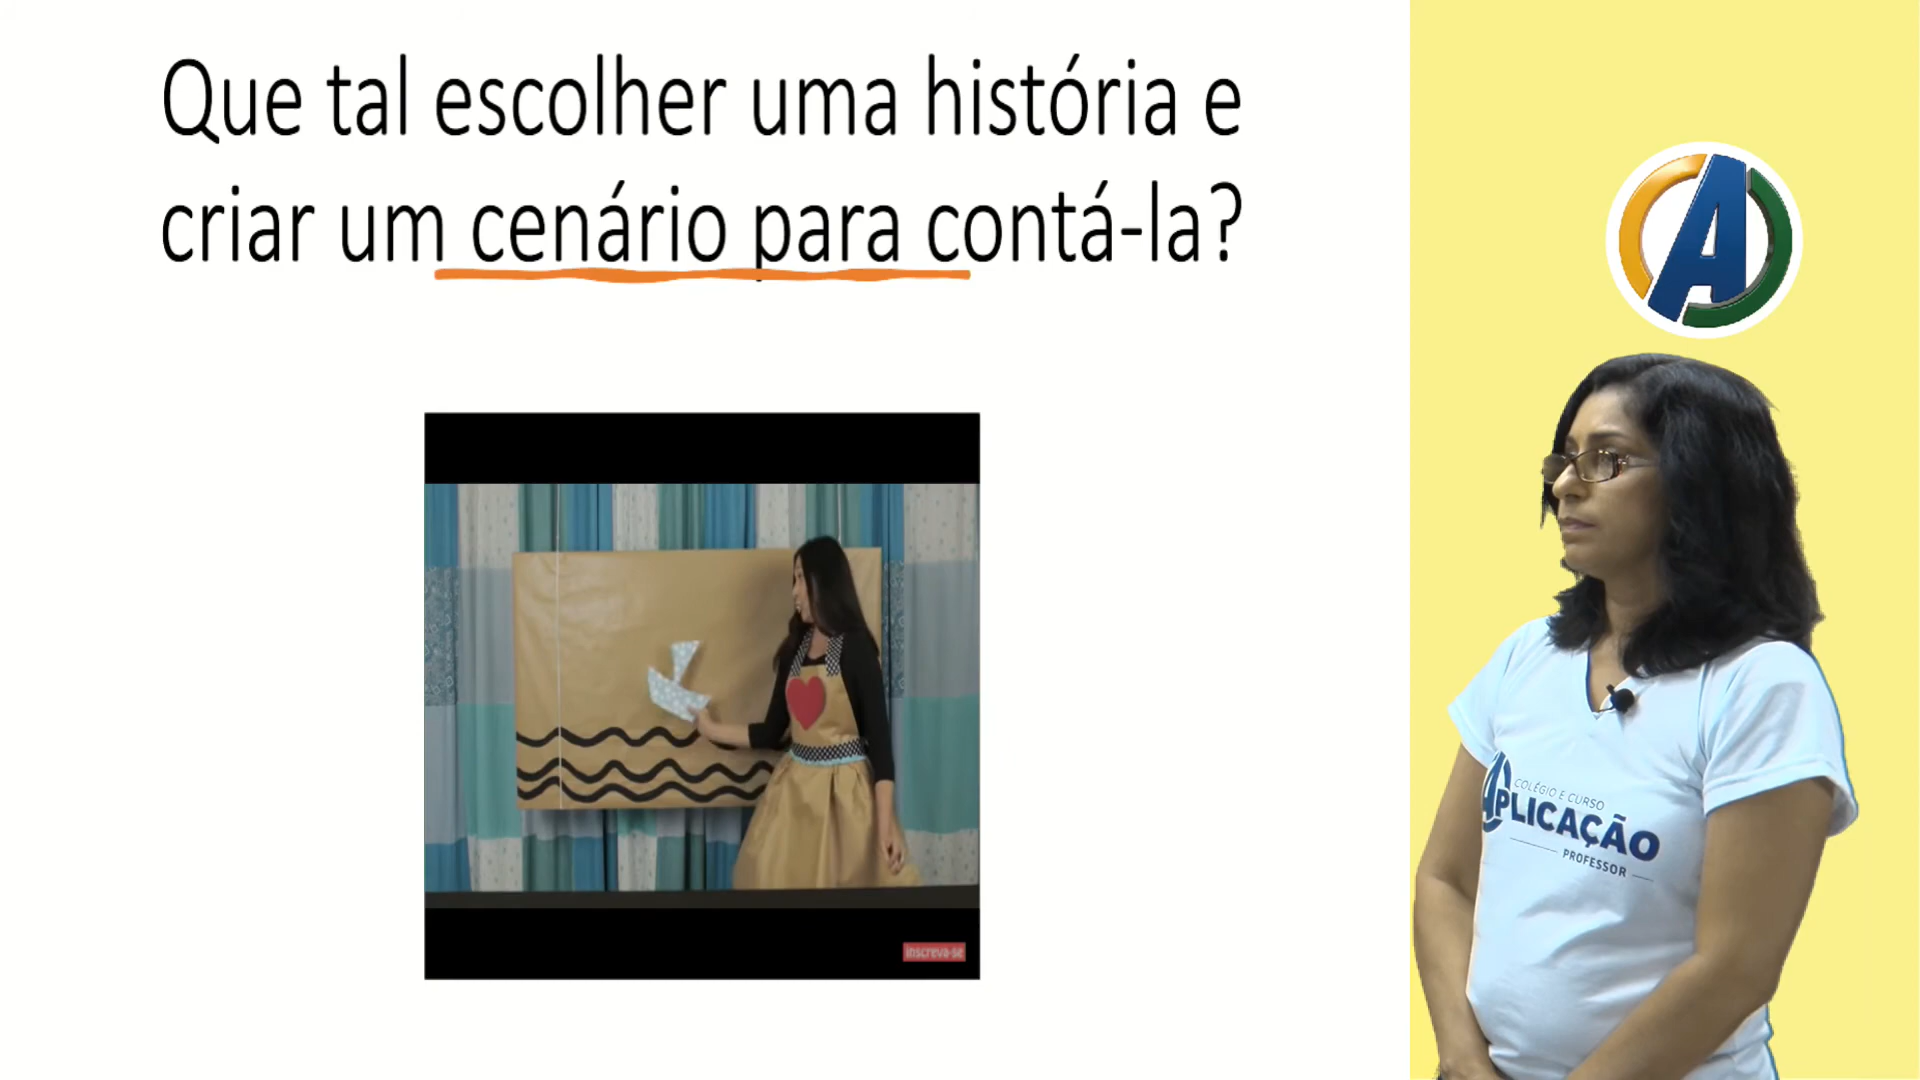 Que tal escolher uma história e
criar um cenário para contá-la?
inscreva-se
A
COLÉGIO E CURSO
APLICAÇÃO
PROFESSOR